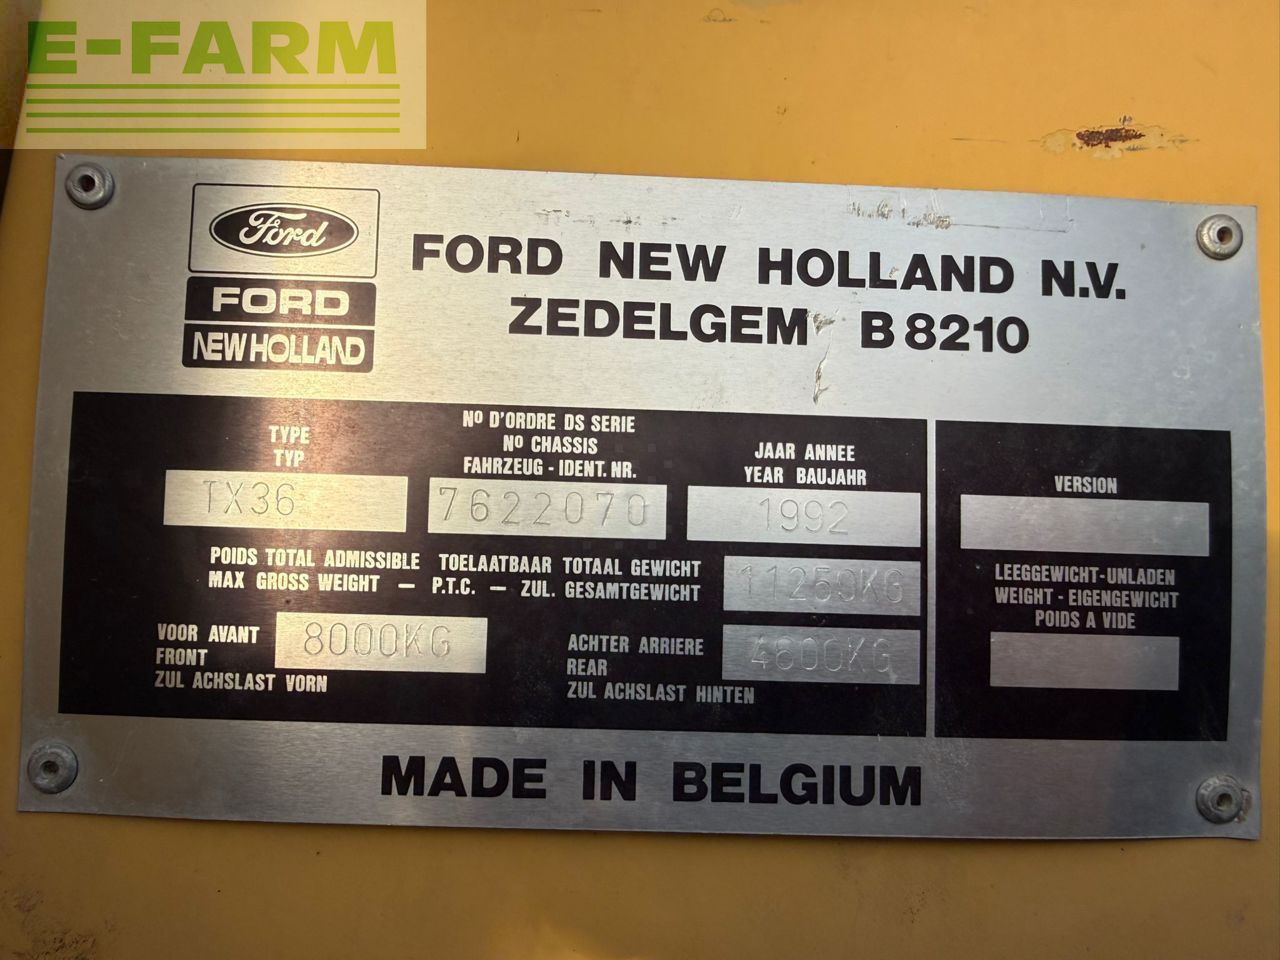 E-FARM
Ford
FORD
NEW HOLLAND
FORD NEW HOLLAND N.V.
ZEDELGEM B 8210
TYPE
TYP
TX36
Nº D'ORDRE DS SERIE
Nº CHASSIS
FAHRZEUG - IDENT. NR.
7622070
JAAR ANNEE
YEAR BAUJAHR
1992
VERSION
POIDS TOTAL ADMISSIBLE TOELAATBAAR TOTAAL GEWICHT
MAX GROSS WEIGHT — P.T.C. — ZUL. GESAMTGEWICHT
11250KG
LEEGGEWICHT-UNLADEN
WEIGHT - EIGENGEWICHT
POIDS A VIDE
VOOR AVANT
FRONT
ZUL ACHSLAST VORN
8000KG
ACHTER ARRIERE
REAR
ZUL ACHSLAST HINTEN
4600KG
MADE IN BELGIUM